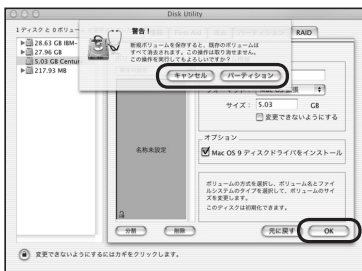 Disk Utility
1 ディスク と 0 ボリュー
28.63 GB IBM-
27.96 GB
5.03 GB Centur
217.93 MB
RAID
警告！
新規ボリュームを保存すると、既存のボリュームは
すべて消去されます。この操作は取り消せません。
この操作を実行してもよろしいですか？
キャンセル
パーティション
名称未設定
Mac OS 拡張
サイズ：
5.03
GB
変更できないようにする
オプション
Mac OS 9 ディスクドライバをインストール
ボリュームの方式を選択し、ボリューム名とファイ
ルシステムのタイプを選択して、ボリュームのサイ
ズを変更します。
このディスクは初期化できます。
分割
削除
元に戻す
OK
変更できないようにするにはカギをクリックします。